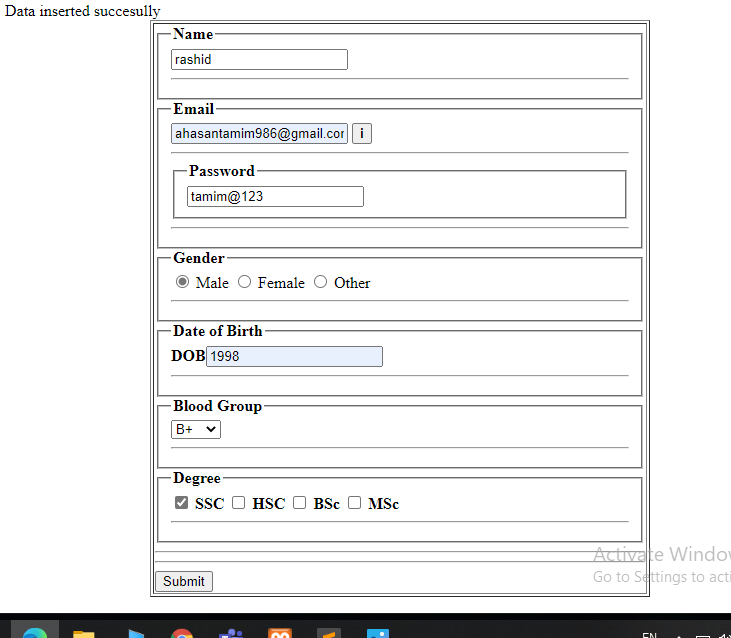 Data inserted succesully
Name
rashid
Email
ahasantamim986@gmail.cor i
Password
tamim@123
Gender
Male Female Other
Date of Birth
DOB 1998
Blood Group
B+
Degree
SSC HSC BSc MSc
Activate Window
Go to Settings to acti
Submit
EN